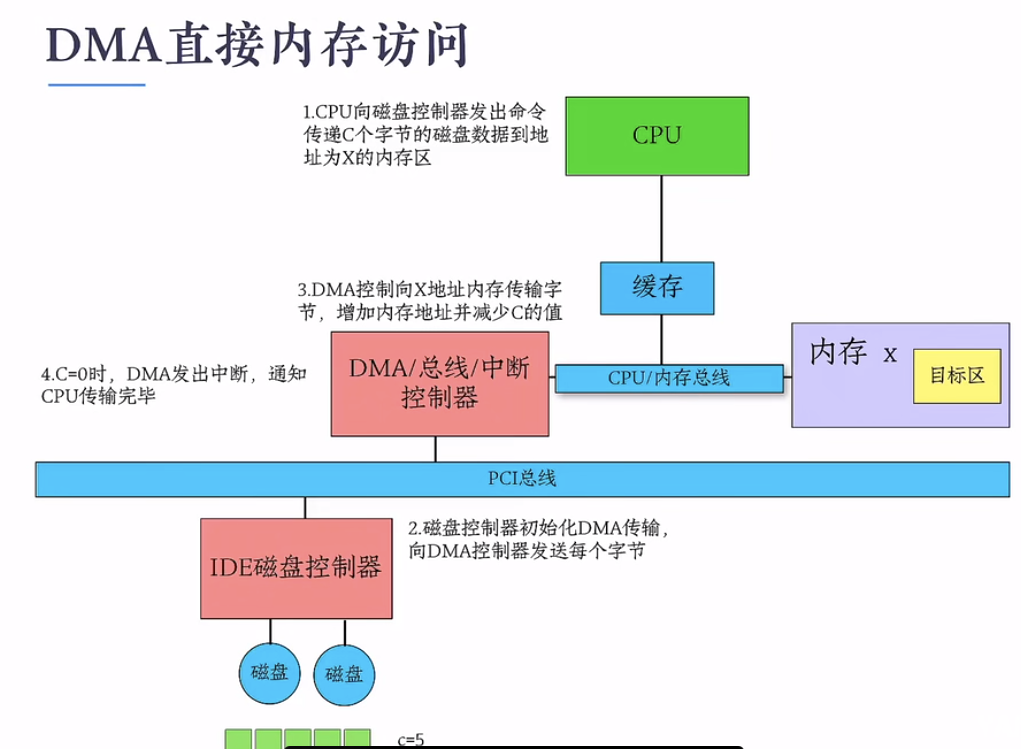 DMA直接内存访问
1.CPU向磁盘控制器发出命令
传递C个字节的磁盘数据到地
址为X的内存区
CPU
缓存
3.DMA控制向X地址内存传输字
节，增加内存地址并减少C的值
DMA/总线/中断
控制器
CPU/内存总线
内存 x
目标区
4.C=0时，DMA发出中断，通知
CPU传输完毕
PCI总线
IDE磁盘控制器
2.磁盘控制器初始化DMA传输，
向DMA控制器发送每个字节
磁盘
磁盘
c=5